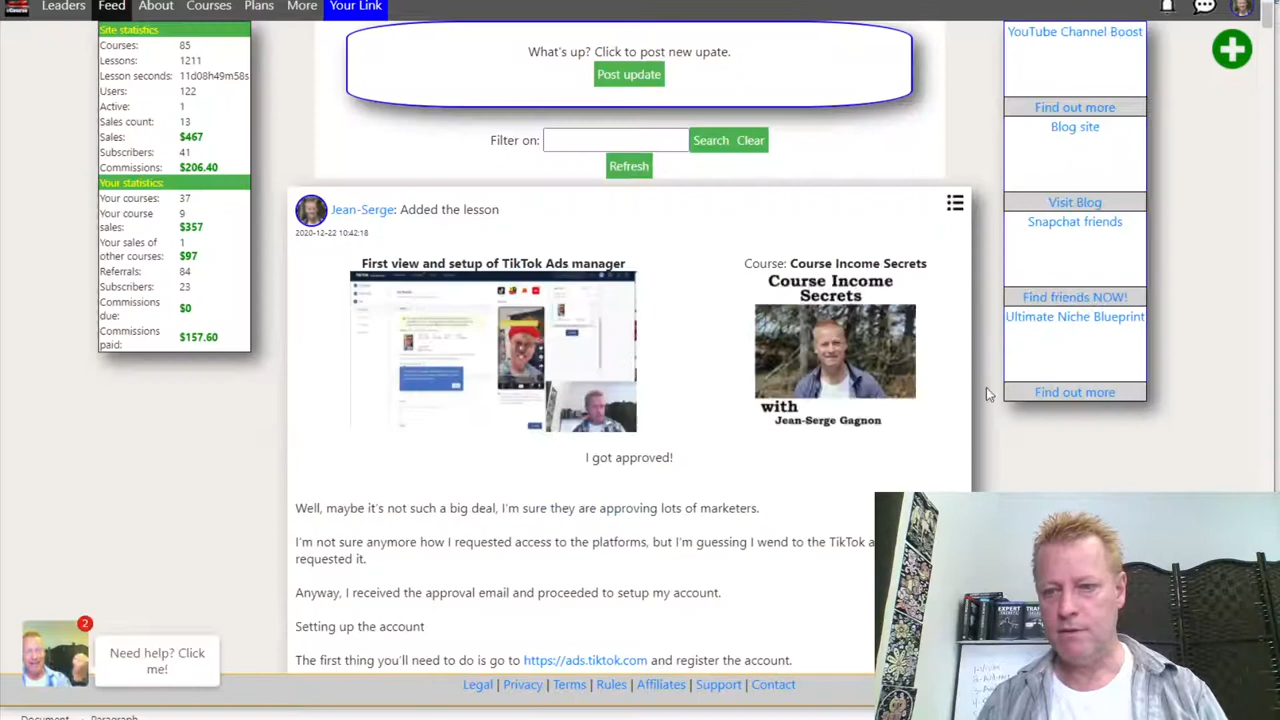 Leaders Feed About Courses Plans More Your Link
Site statistics
Courses: 85
Lessons: 1211
Lesson seconds: 11d08h49m58s
Users: 122
Active: 1
Sales count: 13
Sales: $467
Subscribers: 41
Commissions: $206.40
Your statistics:
Your courses: 37
Your course sales: 9
$357
Your sales of other courses: 1
$97
Referrals: 84
Subscribers: 23
Commissions due: $0
Commissions paid: $157.60
What's up? Click to post new upate.
Post update
Filter on: Search Clear
Refresh
Jean-Serge: Added the lesson
2020-12-22 10:42:18
First view and setup of TikTok Ads manager
Course: Course Income Secrets
Course Income
Secrets
with
Jean-Serge Gagnon
I got approved!
Well, maybe it's not such a big deal, I'm sure they are approving lots of marketers.
I'm not sure anymore how I requested access to the platforms, but I'm guessing I wend to the TikTok a
requested it.
Anyway, I received the approval email and proceeded to setup my account.
Setting up the account
The first thing you'll need to do is go to https://ads.tiktok.com and register the account.
YouTube Channel Boost
Find out more
Blog site
Visit Blog
Snapchat friends
Find friends NOW!
Ultimate Niche Blueprint
Find out more
2
Need help? Click
me!
Legal | Privacy | Terms | Rules | Affiliates | Support | Contact
EXPERT